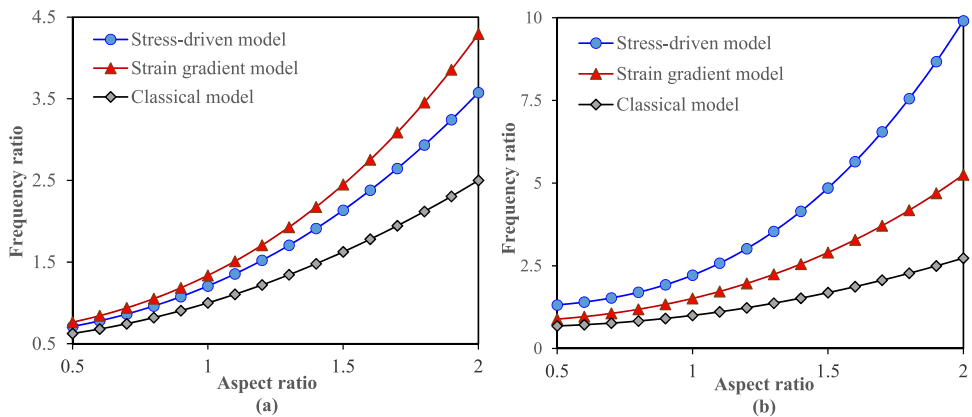 4.5
3.5
2.5
1.5
0.5
Frequency ratio
Stress-driven model
Strain gradient model
Classical model
0.5
1
1.5
2
Aspect ratio
(a)
10
7.5
5
2.5
0
Frequency ratio
Stress-driven model
Strain gradient model
Classical model
0.5
1
1.5
2
Aspect ratio
(b)